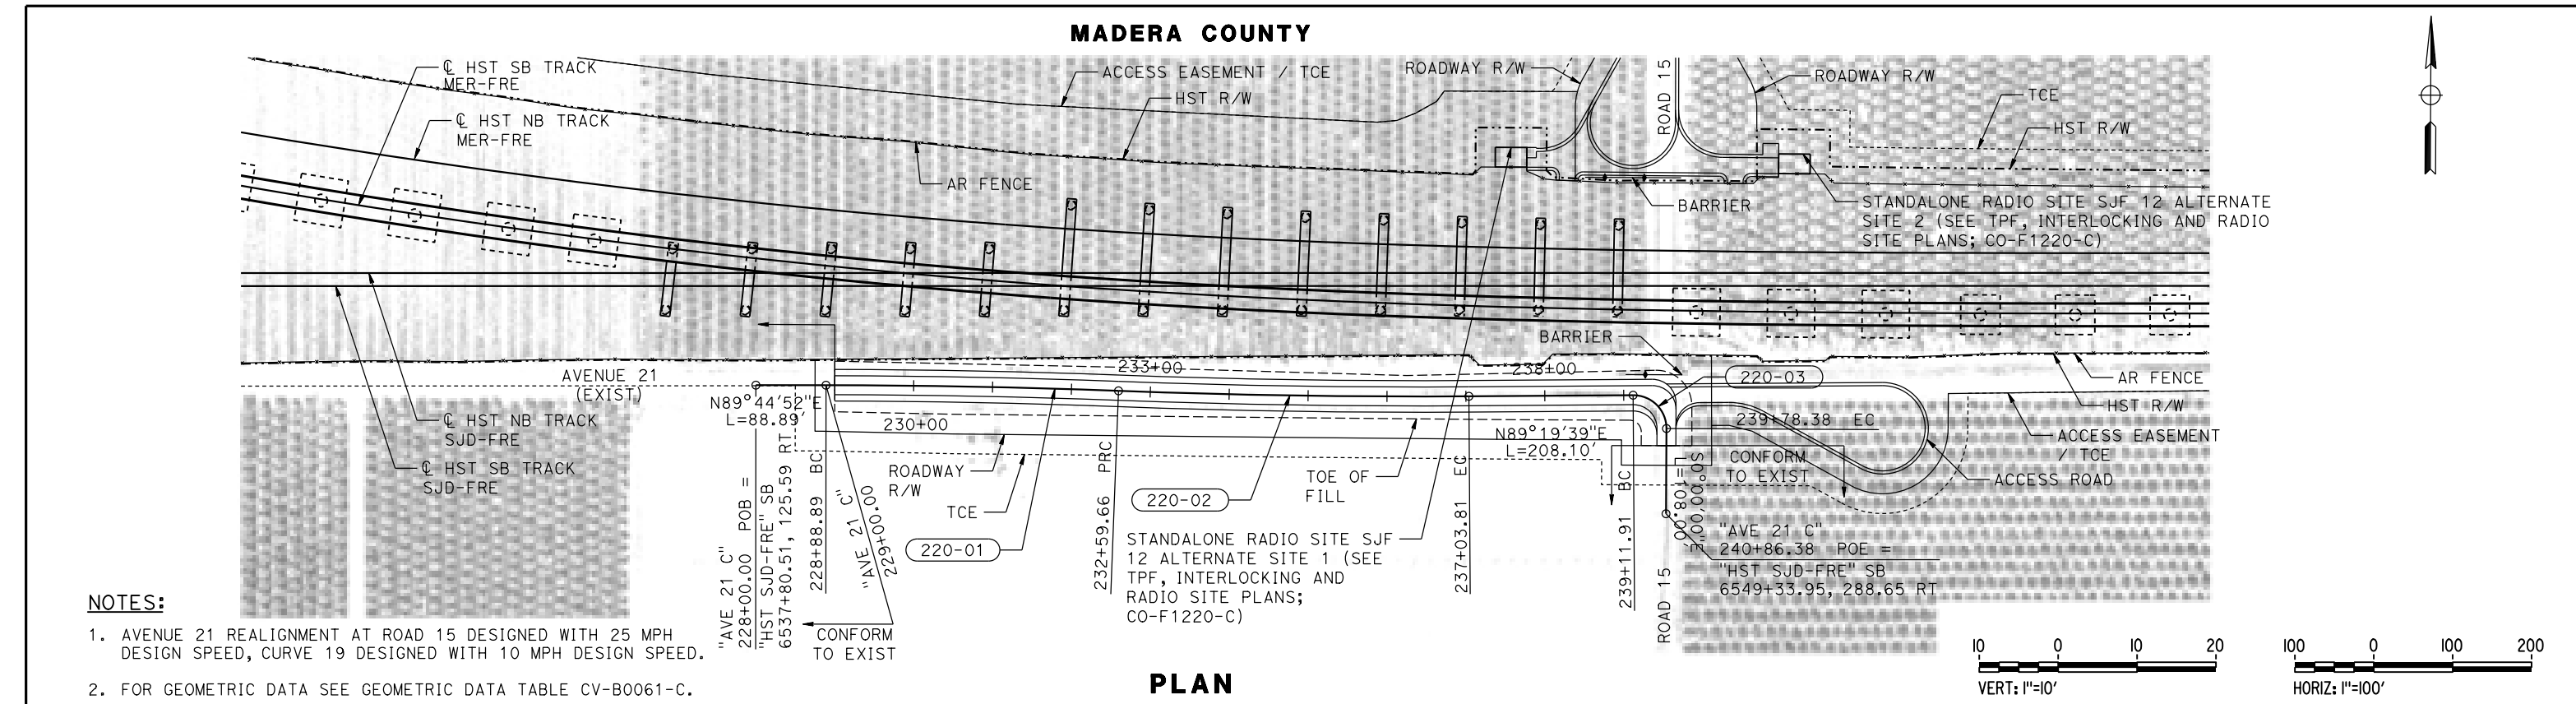 MADERA COUNTY
℄ HST SB TRACK
MER-FRE
℄ HST NB TRACK
MER-FRE
ACCESS EASEMENT / TCE
HST R/W
AR FENCE
ROADWAY R/W
ROAD 15
ROADWAY R/W
TCE
HST R/W
BARRIER
STANDALONE RADIO SITE SJF 12 ALTERNATE
SITE 2 (SEE TPF, INTERLOCKING AND RADIO
SITE PLANS; CO-F1220-C)
BARRIER
AVENUE 21
(EXIST)
233+00
238+00
220-03
AR FENCE
HST R/W
N89°44'52"E
L=88.89'
230+00
239+78.38 EC
℄ HST NB TRACK
SJD-FRE
℄ HST SB TRACK
SJD-FRE
N89°19'39"E
L=208.10'
ACCESS EASEMENT
/ TCE
CONFORM
TO EXIST
ACCESS ROAD
ROADWAY
R/W
TCE
TOE OF
FILL
220-02
220-01
S0°00'00"E
L=108.00'
"AVE 21 C"
228+00.00 POB =
"HST SJD-FRE" SB
6537+80.51, 125.59 RT
228+88.89 BC
"AVE 21 C"
229+00.00
232+59.66 PRC
STANDALONE RADIO SITE SJF
12 ALTERNATE SITE 1 (SEE
TPF, INTERLOCKING AND
RADIO SITE PLANS;
CO-F1220-C)
237+03.81 EC
239+11.91 BC
ROAD 15
"AVE 21 C"
240+86.38 POE =
"HST SJD-FRE" SB
6549+33.95, 288.65 RT
CONFORM
TO EXIST
NOTES:
1. AVENUE 21 REALIGNMENT AT ROAD 15 DESIGNED WITH 25 MPH
DESIGN SPEED, CURVE 19 DESIGNED WITH 10 MPH DESIGN SPEED.
2. FOR GEOMETRIC DATA SEE GEOMETRIC DATA TABLE CV-B0061-C.
PLAN
10 0 10 20
VERT: 1"=10'
100 0 100 200
HORIZ: 1"=100'